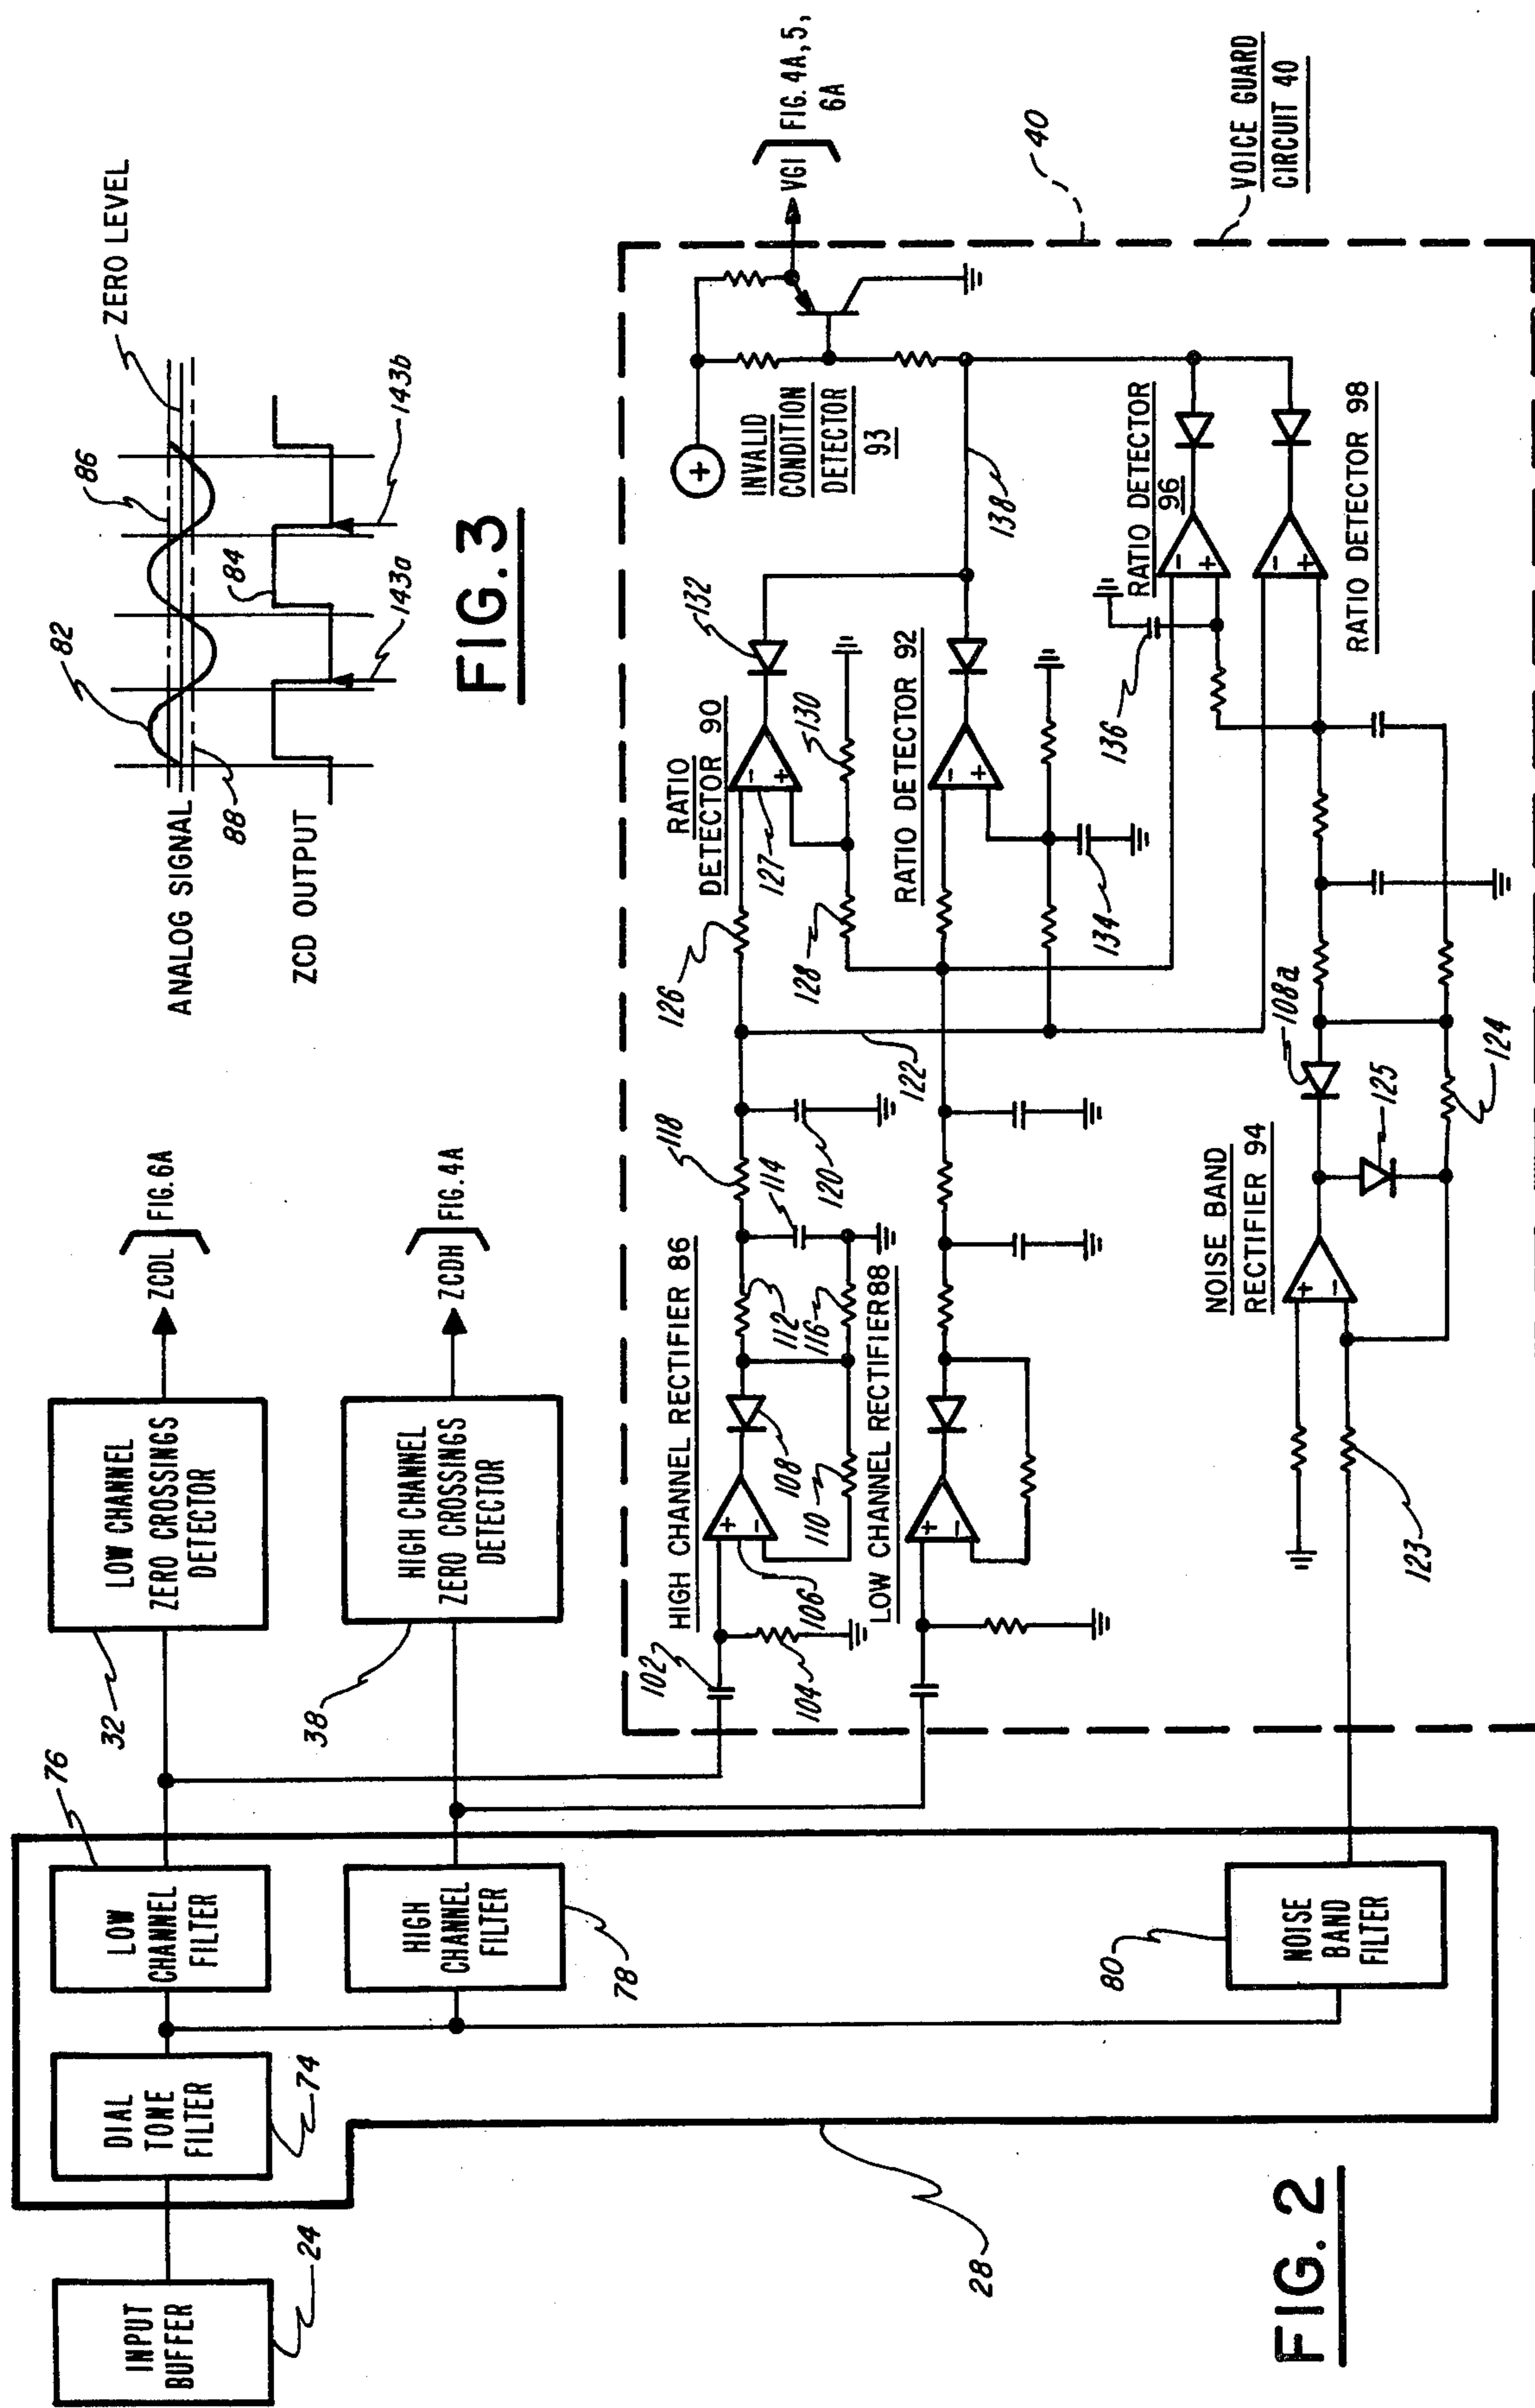 INPUT
BUFFER
24
DIAL
TONE
FILTER
74
LOW
CHANNEL
FILTER
76
HIGH
CHANNEL
FILTER
78
NOISE
BAND
FILTER
80
28
LOW CHANNEL
ZERO CROSSINGS
DETECTOR
32
ZCDL
FIG. 6A
HIGH CHANNEL
ZERO CROSSINGS
DETECTOR
38
ZCDH
FIG. 4A
FIG. 2
HIGH CHANNEL RECTIFIER 86
102
104
106
108
110
112
114
116
118
120
122
LOW CHANNEL RECTIFIER 88
NOISE BAND
RECTIFIER 94
123
124
125
108a
RATIO
DETECTOR 90
126
127
128
130
132
RATIO DETECTOR 92
134
136
138
RATIO DETECTOR
96
RATIO DETECTOR 98
INVALID
CONDITION
DETECTOR
93
+
-
+
-
+
-
-
+
-
+
-
+
-
+
VGI
FIG. 4A, 5,
6A
40
VOICE GUARD
CIRCUIT 40
ANALOG SIGNAL
ZCD OUTPUT
82
84
86
88
ZERO LEVEL
143a
143b
FIG. 3